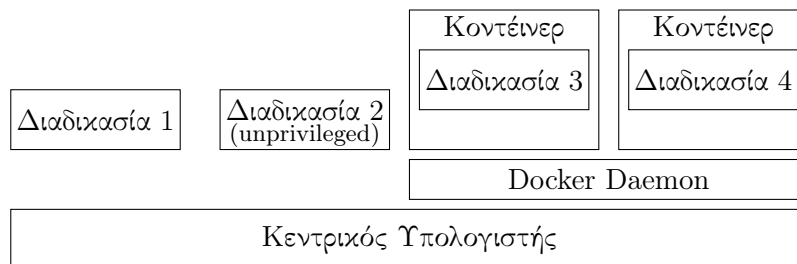 Κοντέινερ
Κοντέινερ
Διαδικασία 1
Διαδικασία 2
(unprivileged)
Διαδικασία 3
Διαδικασία 4
Docker Daemon
Κεντρικός Υπολογιστής